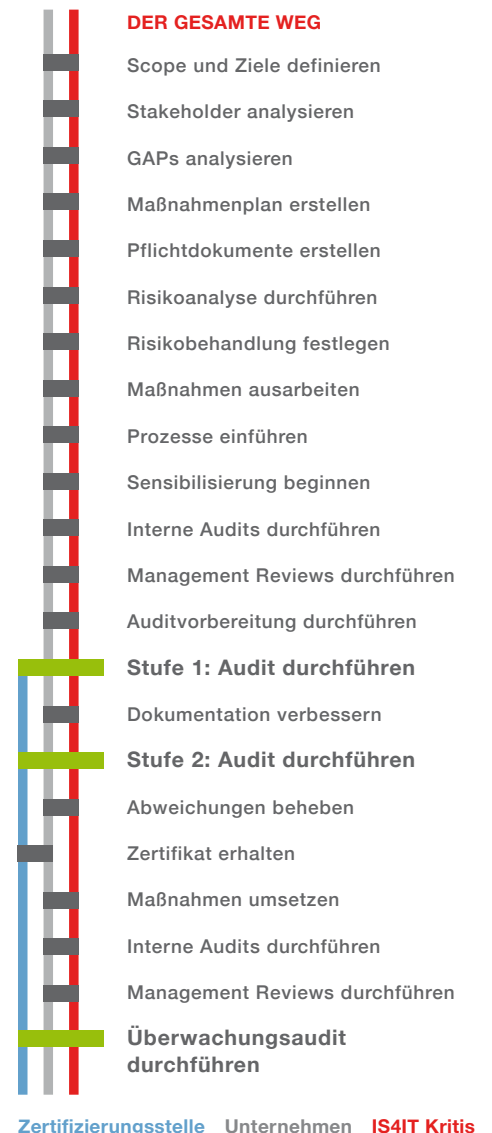 DER GESAMTE WEG
Scope und Ziele definieren
Stakeholder analysieren
GAPs analysieren
Maßnahmenplan erstellen
Pflichtdokumente erstellen
Risikoanalyse durchführen
Risikobehandlung festlegen
Maßnahmen ausarbeiten
Prozesse einführen
Sensibilisierung beginnen
Interne Audits durchführen
Management Reviews durchführen
Auditvorbereitung durchführen
Stufe 1: Audit durchführen
Dokumentation verbessern
Stufe 2: Audit durchführen
Abweichungen beheben
Zertifikat erhalten
Maßnahmen umsetzen
Interne Audits durchführen
Management Reviews durchführen
Überwachungsaudit
durchführen
Zertifizierungsstelle Unternehmen IS4IT Kritis